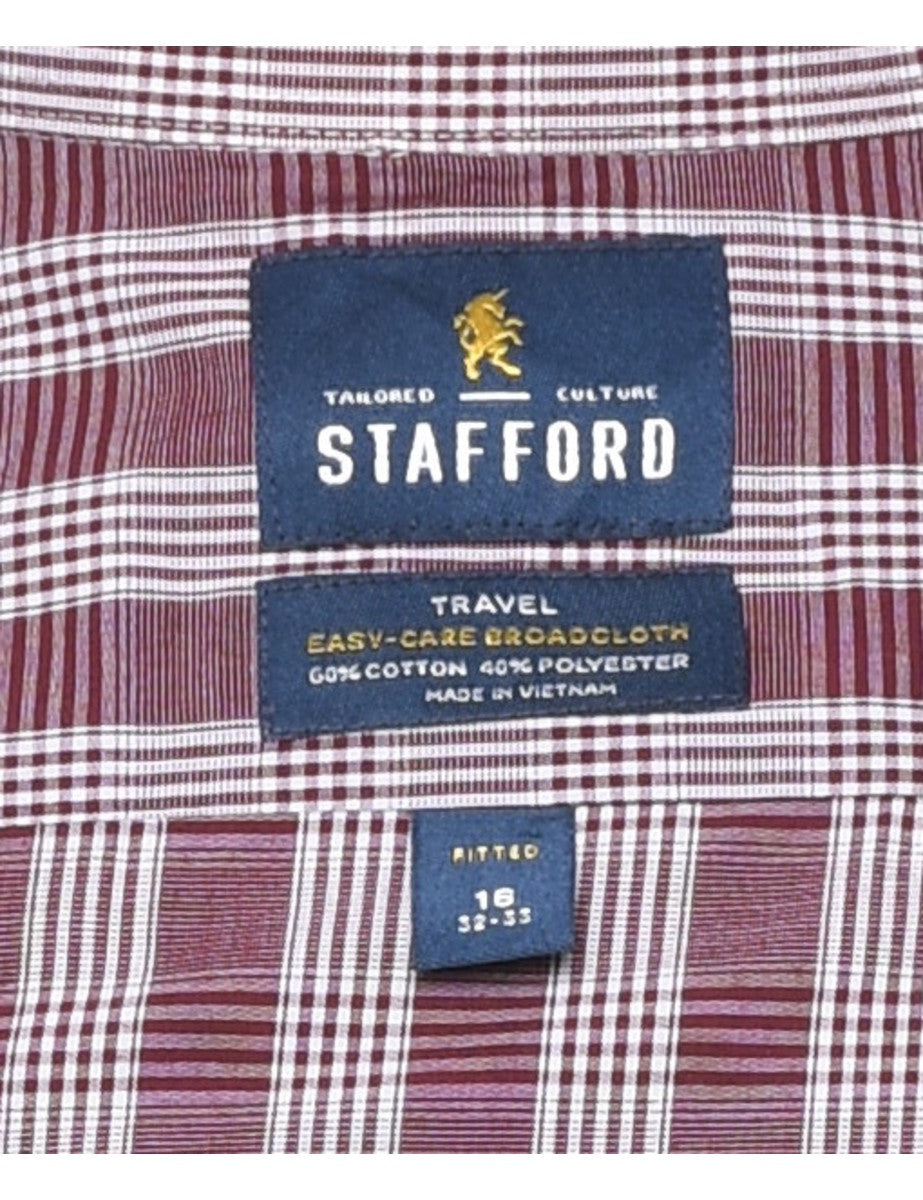 TAILORED CULTURE
STAFFORD
TRAVEL
EASY-CARE BROADCLOTH
60% COTTON 40% POLYESTER
MADE IN VIETNAM
FITTED
16
32-33